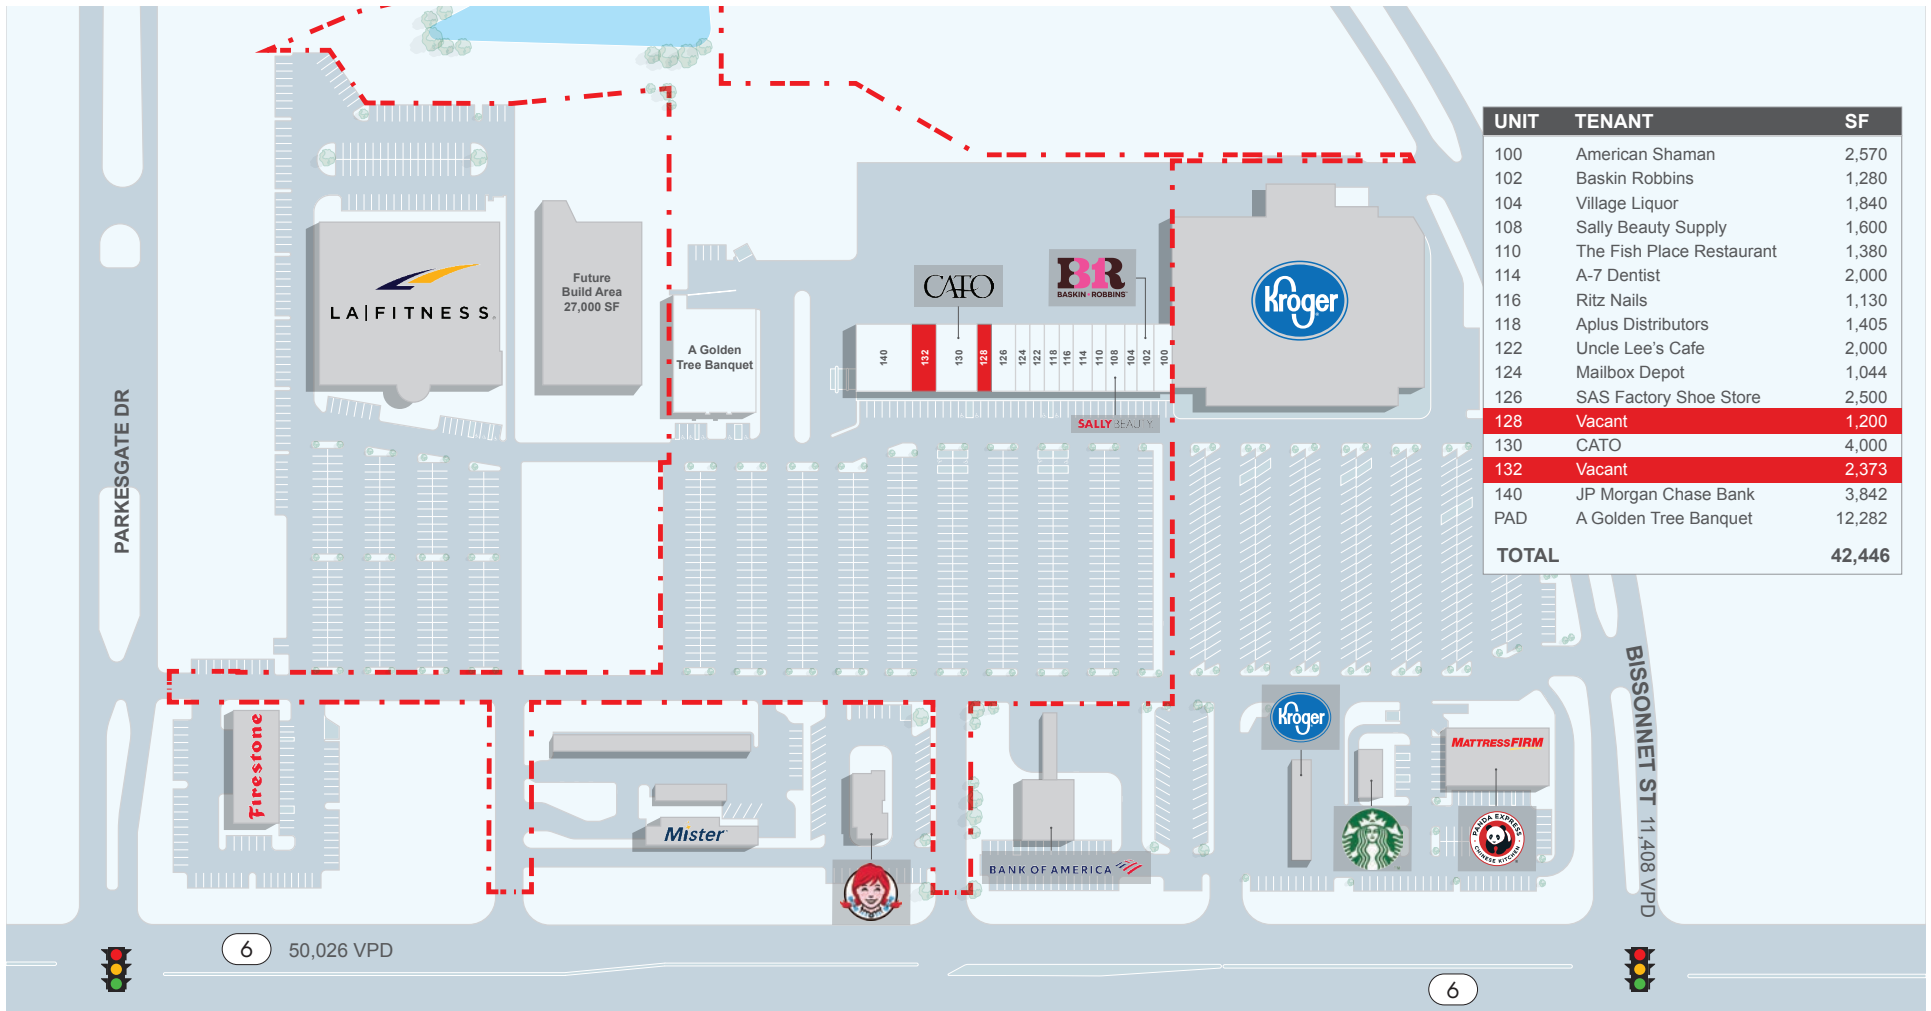 UNIT TENANT SF
100 American Shaman 2,570
102 Baskin Robbins 1,280
104 Village Liquor 1,840
108 Sally Beauty Supply 1,600
110 The Fish Place Restaurant 1,380
114 A-7 Dentist 2,000
116 Ritz Nails 1,130
118 Aplus Distributors 1,405
122 Uncle Lee's Cafe 2,000
124 Mailbox Depot 1,044
126 SAS Factory Shoe Store 2,500
128 Vacant 1,200
130 CATO 4,000
132 Vacant 2,373
140 JP Morgan Chase Bank 3,842
PAD A Golden Tree Banquet 12,282
TOTAL 42,446
LA|FITNESS
Future
Build Area
27,000 SF
A Golden
Tree Banquet
CATO
BR
BASKIN ROBBINS
Kroger
140 132 130 128 126 124 122 118 116 114 110 108 104 102 100
SALLY BEAUTY
PARKESGATE DR
Firestone
Mister
BANK OF AMERICA
Kroger
MATTRESSFIRM
PANDA EXPRESS
CHINESE KITCHEN
BISSONNET ST 11,408 VPD
6 50,026 VPD
6